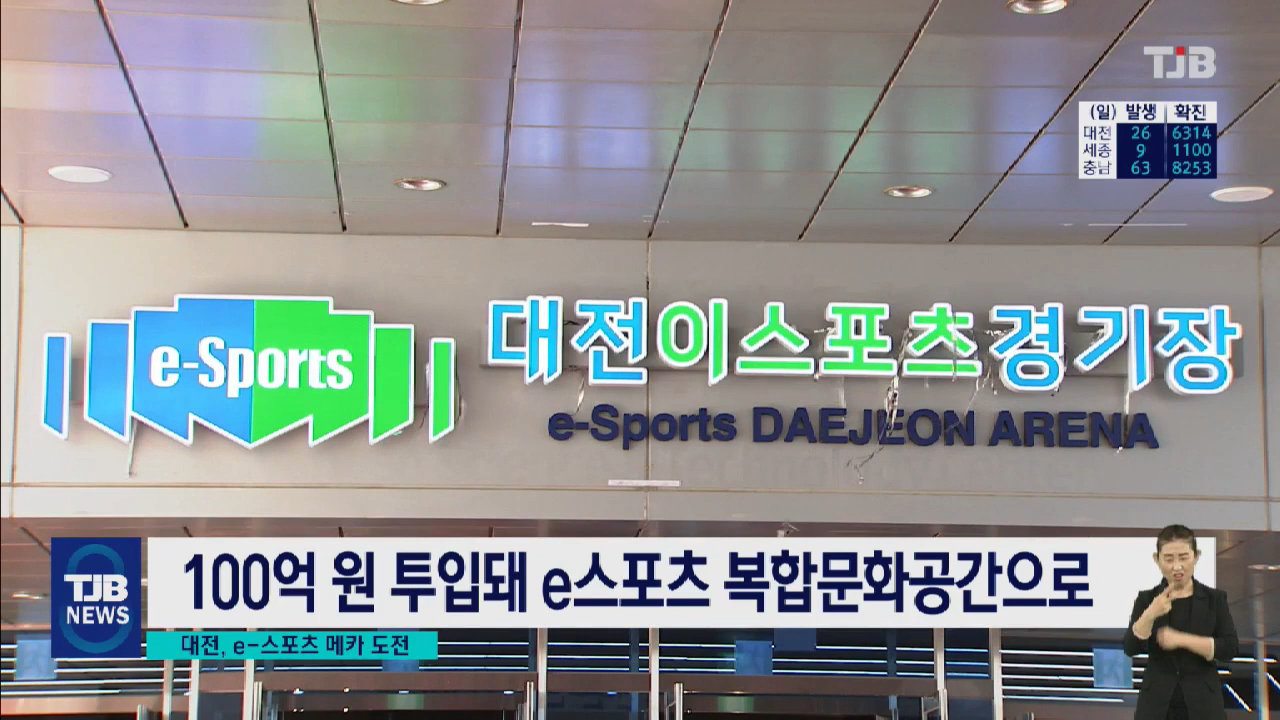 TJB
(일) 발생 확진
대전 26 6314
세종 9 1100
충남 63 8253
e-Sports
대전이스포츠경기장
e-Sports DAEJEON ARENA
TJB
NEWS
100억 원 투입돼 e스포츠 복합문화공간으로
대전, e-스포츠 메카 도전